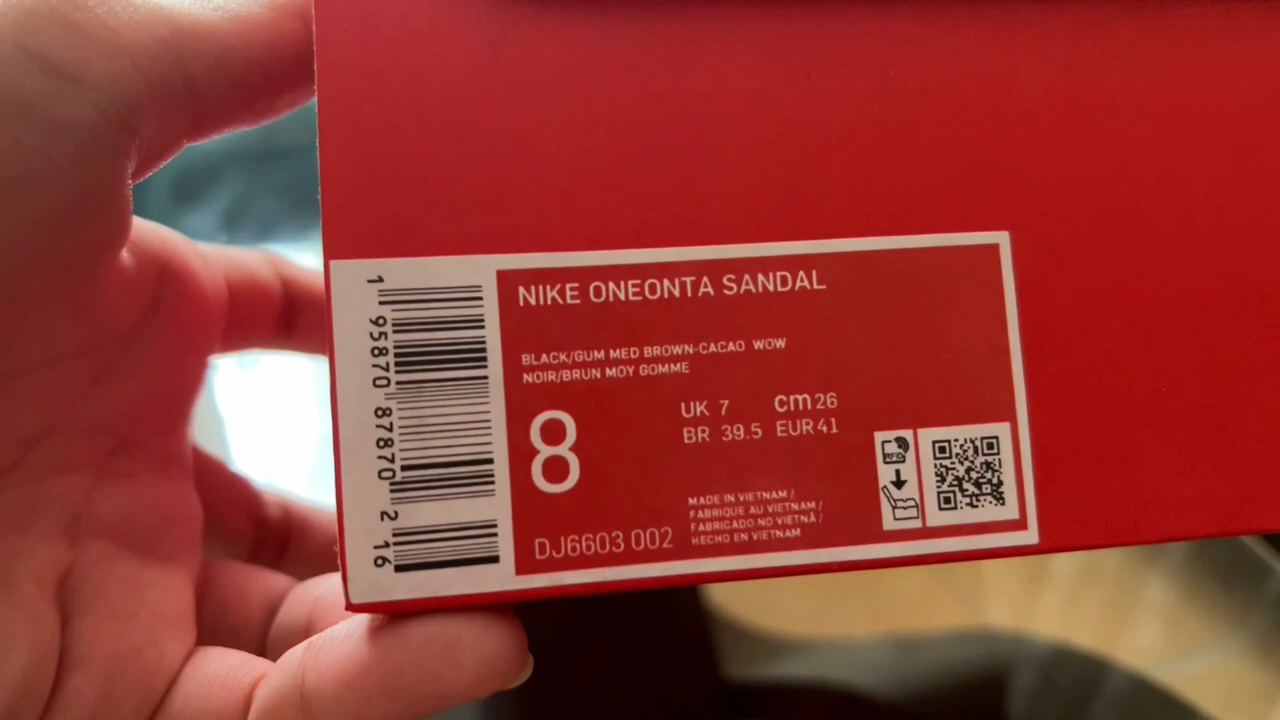 NIKE ONEONTA SANDAL
BLACK/GUM MED BROWN-CACAO WOW
NOIR/BRUN MOY GOMME
8
UK 7 cm 26
BR 39.5 EUR 41
DJ6603 002
MADE IN VIETNAM /
FABRIQUE AU VIETNAM /
FABRICADO NO VIETNÃ /
HECHO EN VIETNAM
RFID
1 95870 87870 2 16